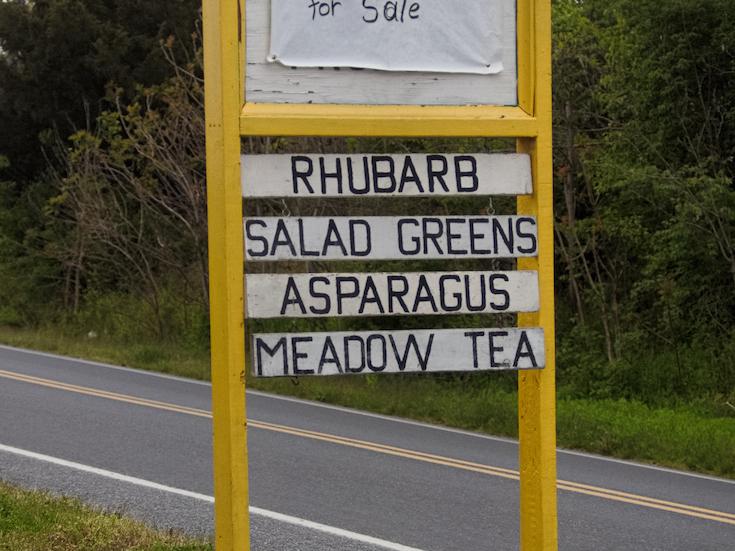 for Sale
RHUBARB
SALAD GREENS
ASPARAGUS
MEADOW TEA